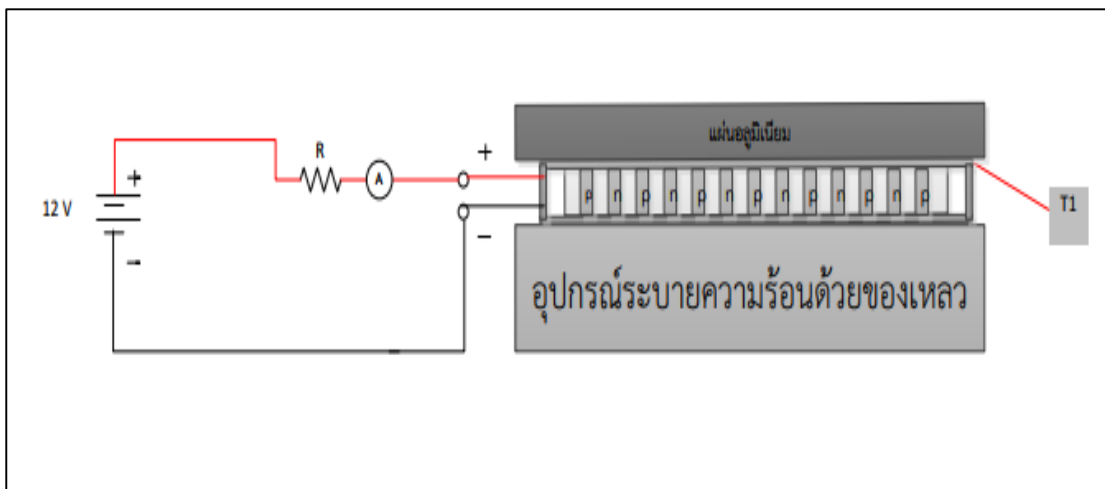 แผ่นอลูมิเนียม
R
A
+
+
12 V
p n p n p n p n p n p n p
T1
−
−
อุปกรณ์ระบายความร้อนด้วยของเหลว